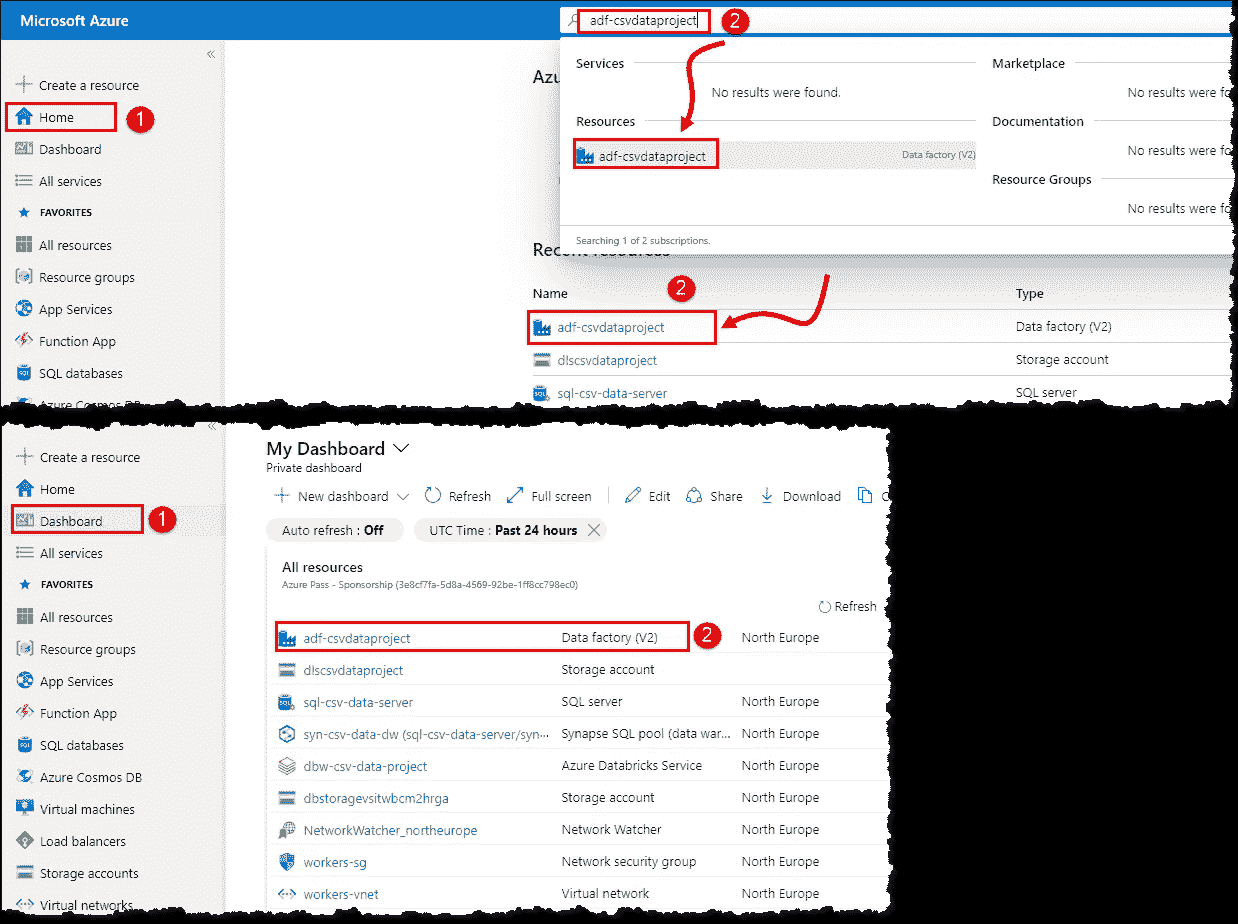 Microsoft Azure
adf-csvdataproject
2
«
Create a resource
Home
1
Dashboard
All services
FAVORITES
All resources
Resource groups
App Services
Function App
SQL databases
Azure Cosmos DB
Services
No results were found.
Resources
adf-csvdataproject
Data factory (V2)
Marketplace
No results were fo
Documentation
No results were fo
Resource Groups
No results were fo
Searching 1 of 2 subscriptions.
Azu
Recent resources
Name
2
Type
adf-csvdataproject
Data factory (V2)
dlscsvdataproject
Storage account
sql-csv-data-server
SQL server
«
Create a resource
Home
Dashboard
1
All services
FAVORITES
All resources
Resource groups
App Services
Function App
SQL databases
Azure Cosmos DB
Virtual machines
Load balancers
Storage accounts
Virtual networks
My Dashboard
Private dashboard
New dashboard
Refresh
Full screen
Edit
Share
Download
C
Auto refresh : Off
UTC Time : Past 24 hours
All resources
Azure Pass - Sponsorship (3e8cf7fa-5d8a-4569-92be-1ff8cc798ec0)
Refresh
adf-csvdataproject Data factory (V2) 2 North Europe
dlscsvdataproject Storage account
sql-csv-data-server SQL server North Europe
syn-csv-data-dw (sql-csv-data-server/syn··· Synapse SQL pool (data war... North Europe
dbw-csv-data-project Azure Databricks Service North Europe
dbstoragevsitwbcm2hrga Storage account North Europe
NetworkWatcher_northeurope Network Watcher North Europe
workers-sg Network security group North Europe
workers-vnet Virtual network North Europe